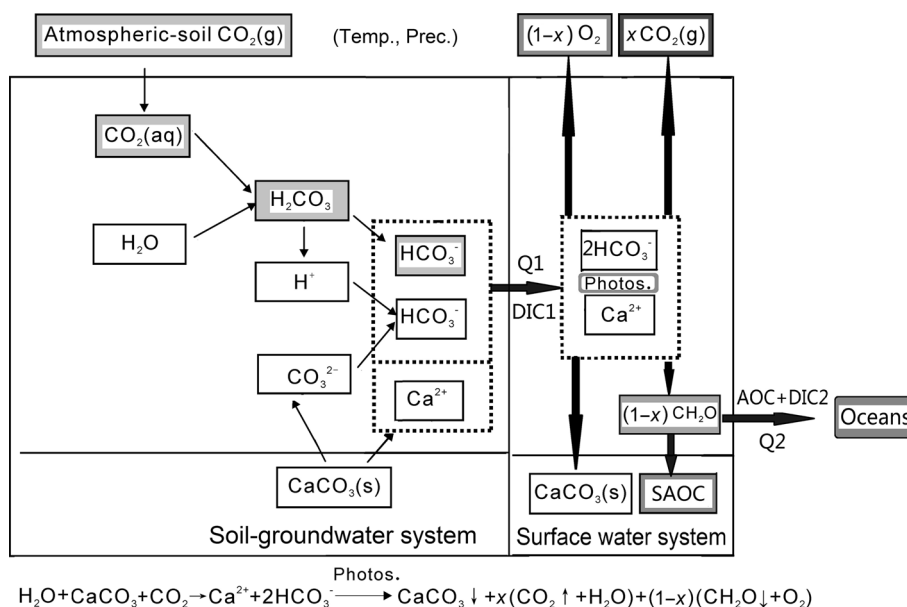 Atmospheric-soil CO₂(g)
(Temp., Prec.)
(1–x) O₂
x CO₂(g)
CO₂(aq)
H₂CO₃
H₂O
HCO₃⁻
2HCO₃⁻
Q1
Photos.
H⁺
DIC1
HCO₃⁻
Ca²⁺
CO₃²⁻
Ca²⁺
(1–x) CH₂O
AOC+DIC2
Oceans
Q2
CaCO₃(s)
CaCO₃(s)
SAOC
Soil-groundwater system
Surface water system
Photos.
H₂O+CaCO₃+CO₂→Ca²⁺+2HCO₃⁻ ⟶ CaCO₃↓+x(CO₂↑+H₂O)+(1–x)(CH₂O↓+O₂)